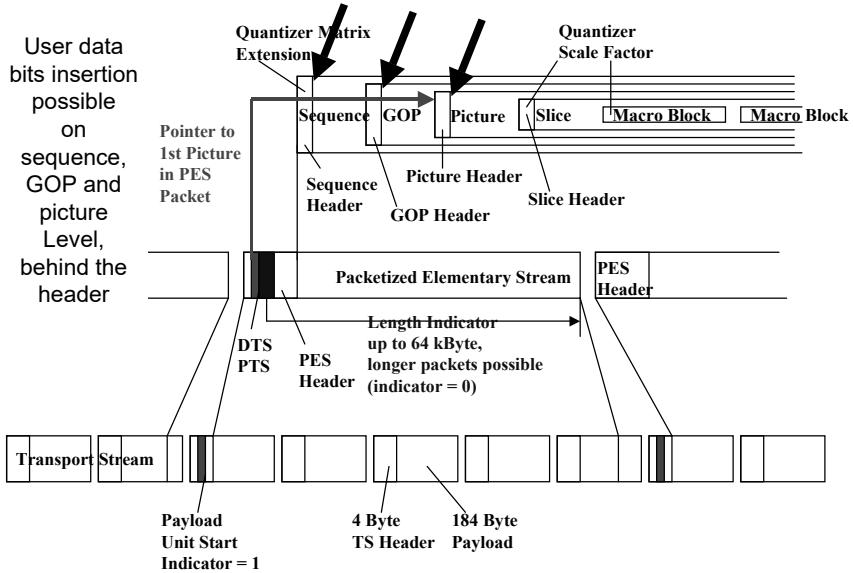 User data
bits insertion
possible
on
sequence,
GOP and
picture
Level,
behind the
header
Quantizer Matrix
Extension
Quantizer
Scale Factor
Pointer to
1st Picture
in PES
Packet
Sequence
GOP
Picture
Slice
Macro Block
Macro Block
Sequence
Header
GOP Header
Picture Header
Slice Header
Packetized Elementary Stream
PES
Header
DTS
PTS
PES
Header
Length Indicator
up to 64 kByte,
longer packets possible
(indicator = 0)
Transport Stream
Payload
Unit Start
Indicator = 1
4 Byte
TS Header
184 Byte
Payload